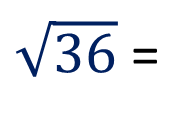 √36 =